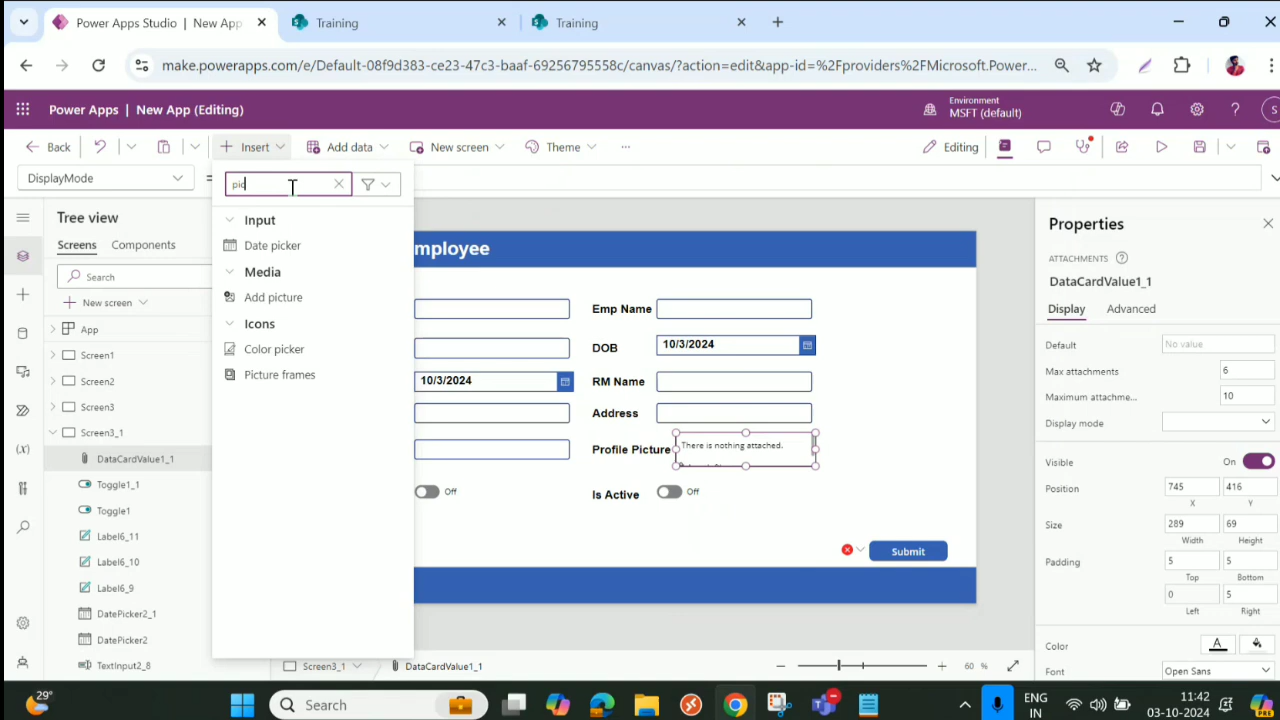 Power Apps Studio | New App
Training
Training
make.powerapps.com/e/Default-08f9d383-ce23-47c3-baaf-69256795558c/canvas/?action=edit&app-id=%2Fproviders%2FMicrosoft.Power...
Power Apps | New App (Editing)
Environment
MSFT (default)
S
Back
Insert
Add data
New screen
Theme
...
Editing
DisplayMode
=
pic
Input
Date picker
Media
Add picture
Icons
Color picker
Picture frames
Tree view
Screens
Components
Search
New screen
App
Screen1
Screen2
Screen3
Screen3_1
DataCardValue1_1
Toggle1_1
Toggle1
Label6_11
Label6_10
Label6_9
DatePicker2_1
DatePicker2
TextInput2_8
mployee
Emp Name
DOB
10/3/2024
10/3/2024
RM Name
Address
Profile Picture
There is nothing attached.
Off
Is Active
Off
Submit
Screen3_1
DataCardValue1_1
60 %
Properties
ATTACHMENTS
DataCardValue1_1
Display
Advanced
Default
No value
Max attachments
6
Maximum attachme...
10
Display mode
Visible
On
Position
745
416
X
Y
Size
289
69
Width
Height
Padding
5
5
Top
Bottom
0
5
Left
Right
Color
Font
Open Sans
29°
Search
ENG
IN
11:42
03-10-2024